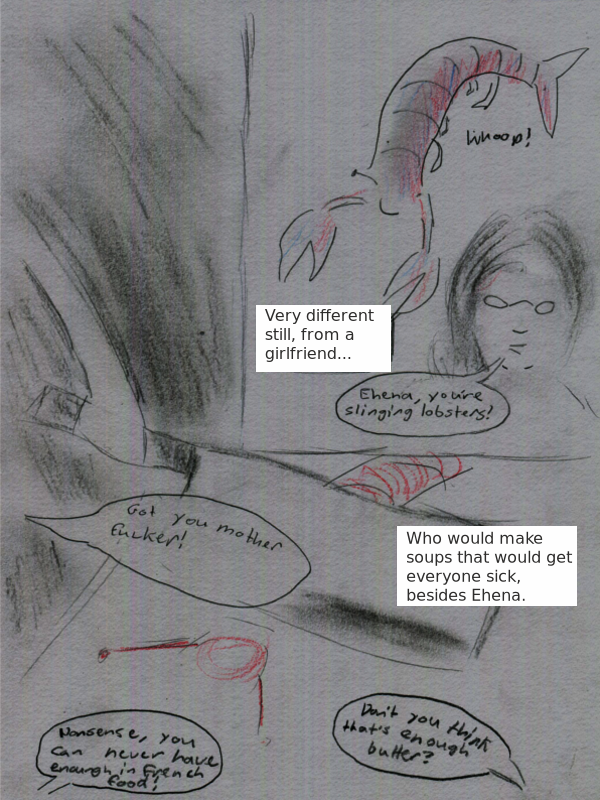 Whoop!
Very different
still, from a
girlfriend...
Ehena, you're
slinging lobsters!
Got you mother
fucker!
Who would make
soups that would get
everyone sick,
besides Ehena.
Don't you think
that's enough
butter?
Nonsense, you
can never have
enough in French
food!